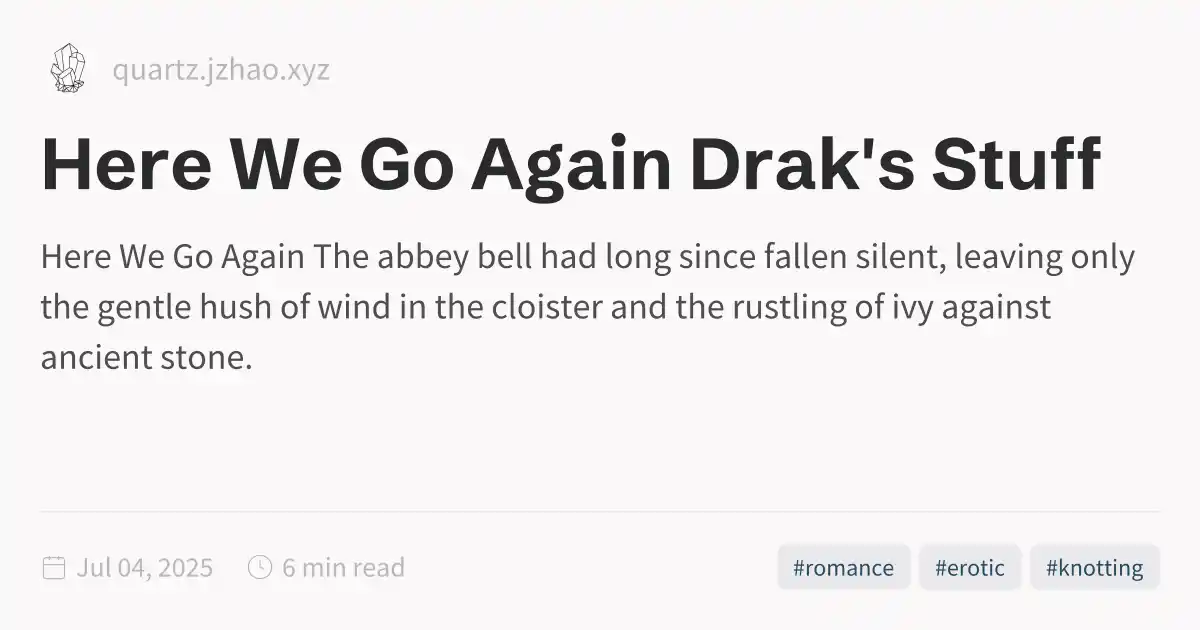 quartz.jzhao.xyz
Here We Go Again Drak's Stuff
Here We Go Again The abbey bell had long since fallen silent, leaving only
the gentle hush of wind in the cloister and the rustling of ivy against
ancient stone.
Jul 04, 2025 6 min read #romance #erotic #knotting